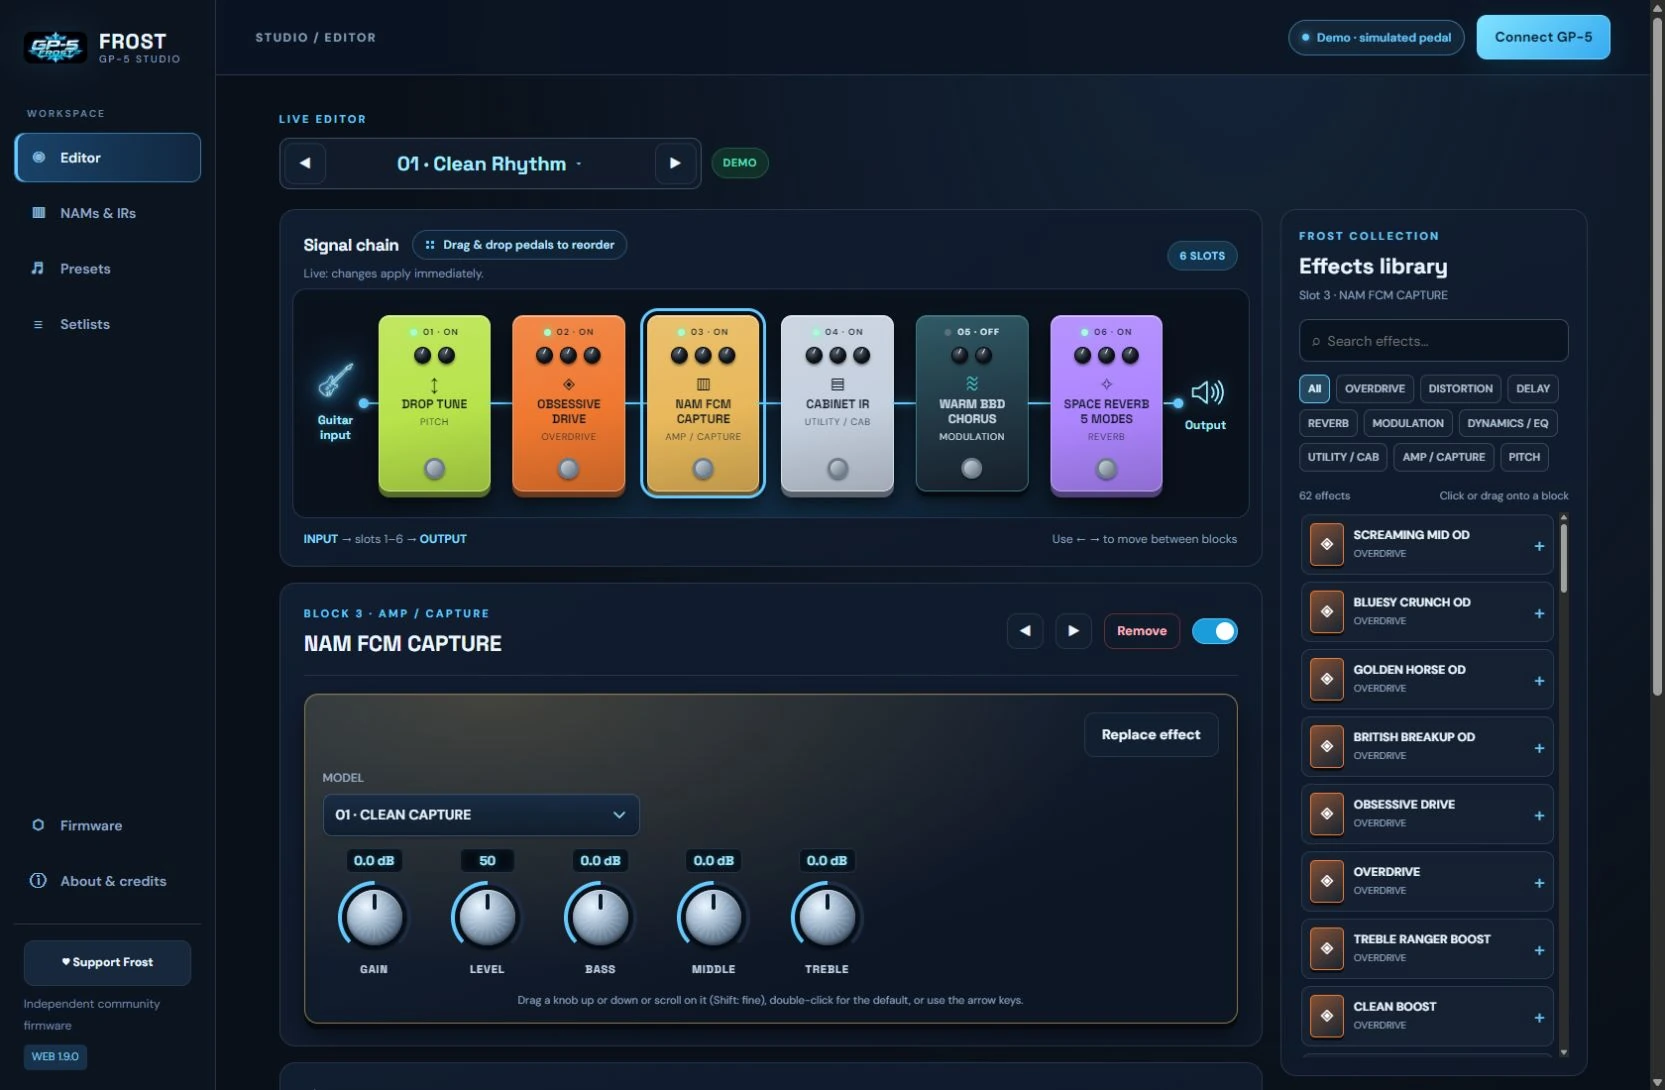 GP-5
FROST
FROST
GP-5 STUDIO
WORKSPACE
Editor
NAMs & IRs
Presets
Setlists
Firmware
About & credits
♥ Support Frost
Independent community
firmware
WEB 1.9.0
STUDIO / EDITOR
Demo · simulated pedal
Connect GP-5
LIVE EDITOR
◀ 01 · Clean Rhythm ▶
DEMO
Signal chain
Drag & drop pedals to reorder
Live: changes apply immediately.
6 SLOTS
Guitar
input
01 · ON
DROP TUNE
PITCH
02 · ON
OBSESSIVE
DRIVE
OVERDRIVE
03 · ON
NAM FCM
CAPTURE
AMP / CAPTURE
04 · ON
CABINET IR
UTILITY / CAB
05 · OFF
WARM BBD
CHORUS
MODULATION
06 · ON
SPACE REVERB
5 MODES
REVERB
Output
INPUT → slots 1–6 → OUTPUT
Use ← → to move between blocks
BLOCK 3 · AMP / CAPTURE
NAM FCM CAPTURE
◀ ▶ Remove
Replace effect
MODEL
01 · CLEAN CAPTURE
0.0 dB 50 0.0 dB 0.0 dB 0.0 dB
GAIN LEVEL BASS MIDDLE TREBLE
Drag a knob up or down or scroll on it (Shift: fine), double-click for the default, or use the arrow keys.
FROST COLLECTION
Effects library
Slot 3 · NAM FCM CAPTURE
Search effects...
All OVERDRIVE DISTORTION DELAY
REVERB MODULATION DYNAMICS / EQ
UTILITY / CAB AMP / CAPTURE PITCH
62 effects Click or drag onto a block
SCREAMING MID OD
OVERDRIVE
+
BLUESY CRUNCH OD
OVERDRIVE
+
GOLDEN HORSE OD
OVERDRIVE
+
BRITISH BREAKUP OD
OVERDRIVE
+
OBSESSIVE DRIVE
OVERDRIVE
+
OVERDRIVE
OVERDRIVE
+
TREBLE RANGER BOOST
OVERDRIVE
+
CLEAN BOOST
OVERDRIVE
+